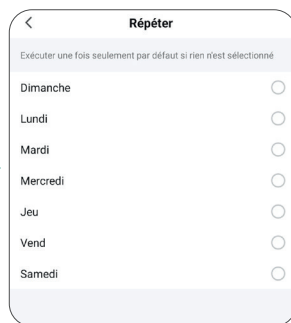 Répéter
Exécuter une fois seulement par défaut si rien n'est sélectionné
Dimanche
Lundi
Mardi
Mercredi
Jeu
Vend
Samedi